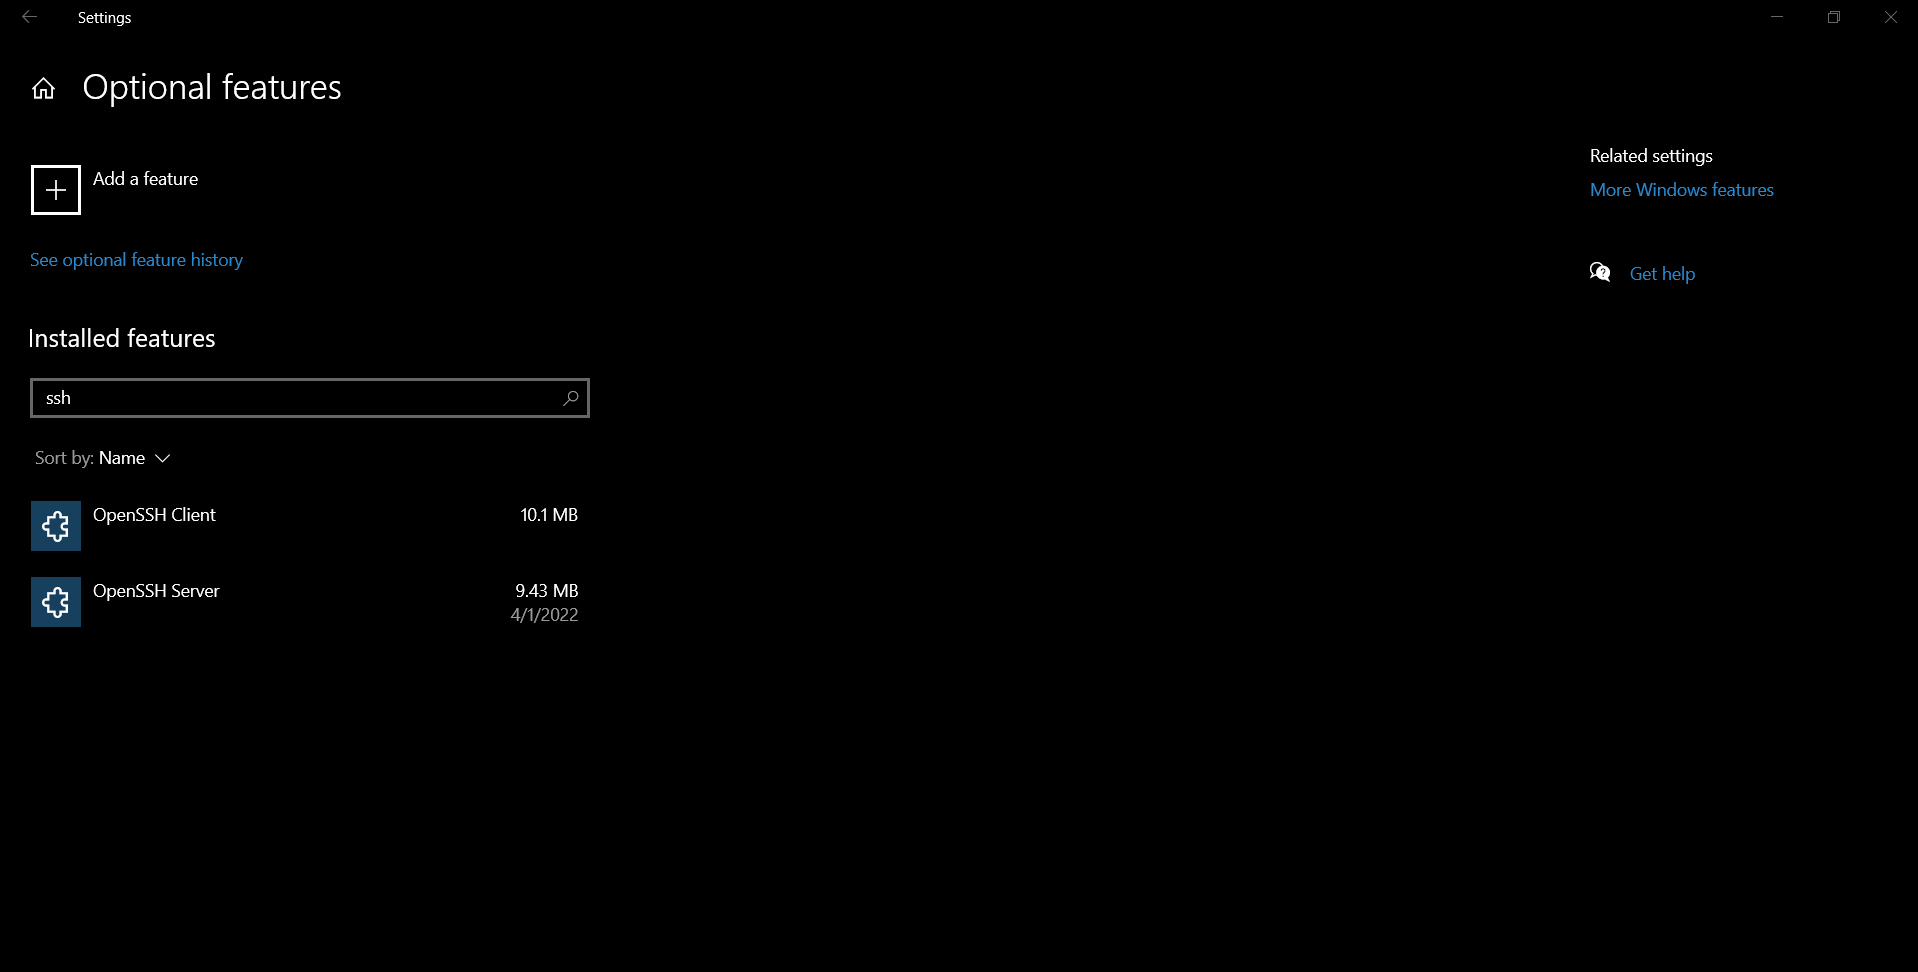 Settings
Optional features
Add a feature
See optional feature history
Installed features
ssh
Sort by: Name
OpenSSH Client 10.1 MB
OpenSSH Server 9.43 MB
4/1/2022
Related settings
More Windows features
Get help